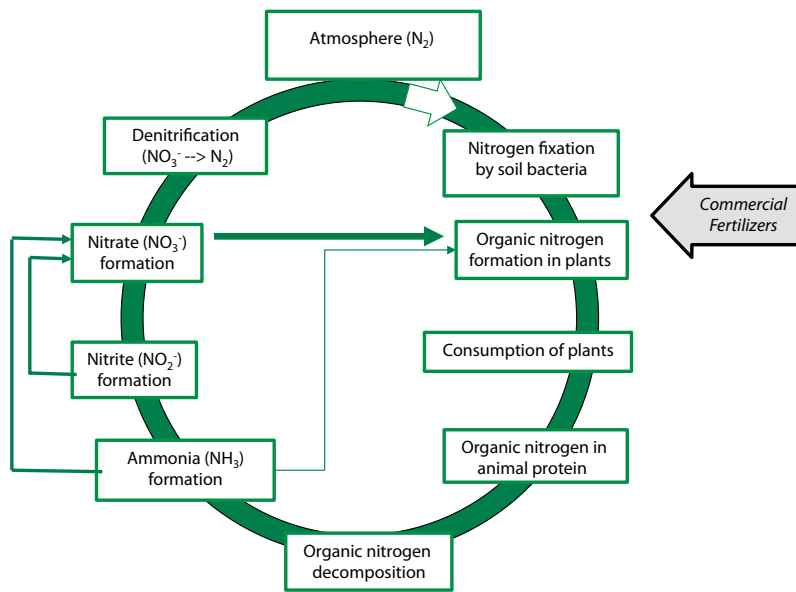 Atmosphere (N₂)
Denitrification
(NO₃⁻ --> N₂)
Nitrogen fixation
by soil bacteria
Commercial
Fertilizers
Nitrate (NO₃⁻)
formation
Organic nitrogen
formation in plants
Nitrite (NO₂⁻)
formation
Consumption of plants
Ammonia (NH₃)
formation
Organic nitrogen in
animal protein
Organic nitrogen
decomposition